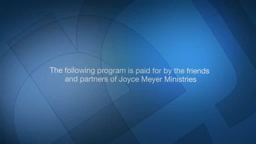 The following program is paid for by the friends
and partners of Joyce Meyer Ministries